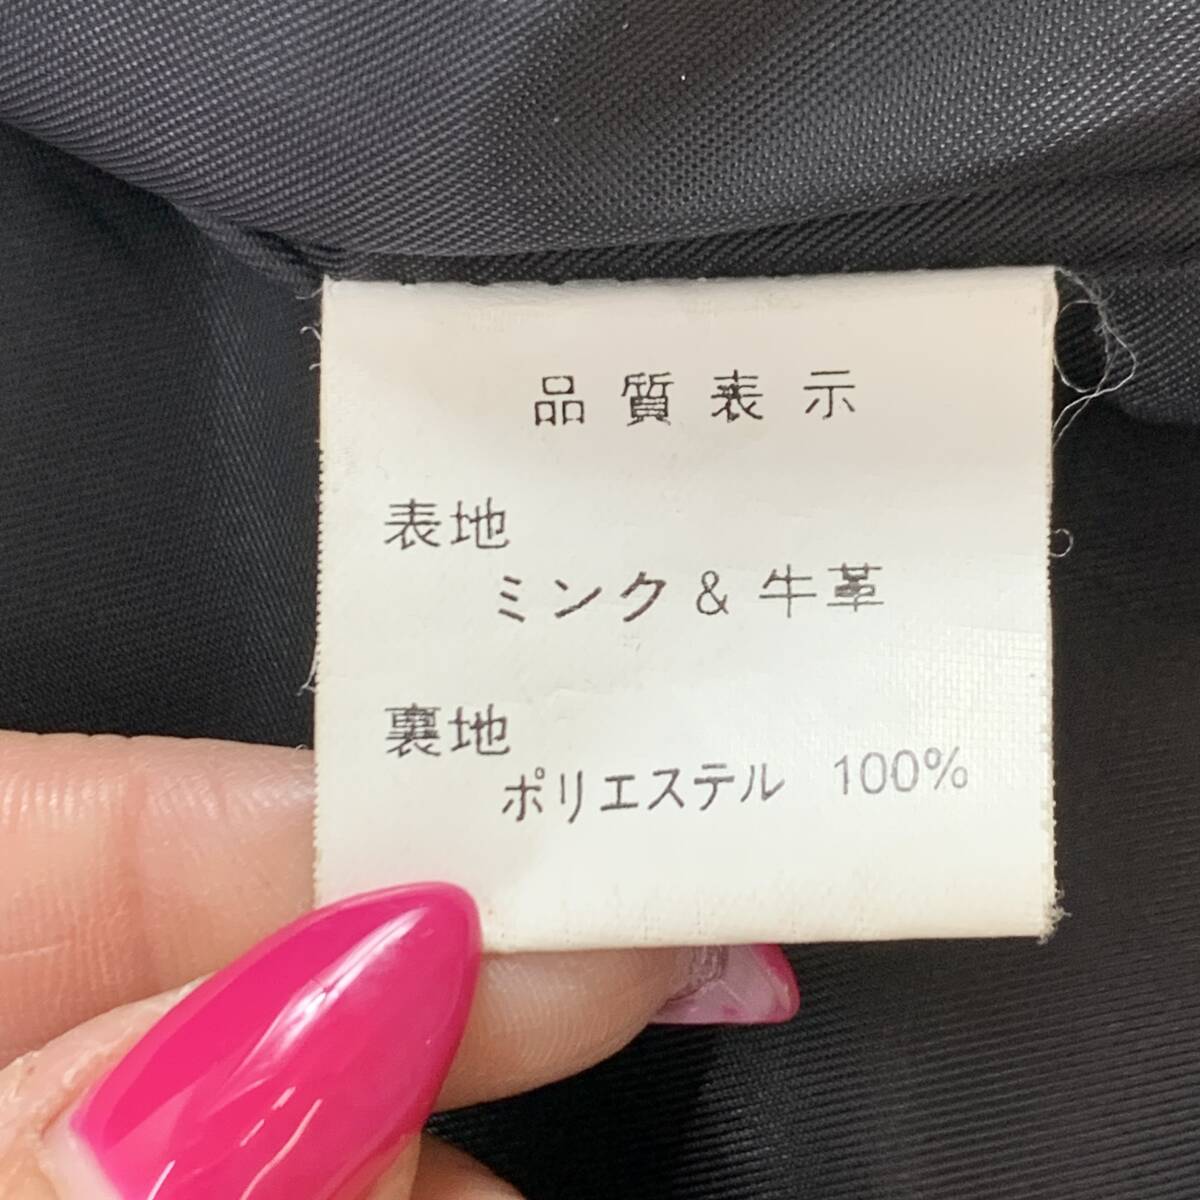 品質表示
表地
ミンク & 牛革
裏地
ポリエステル 100%